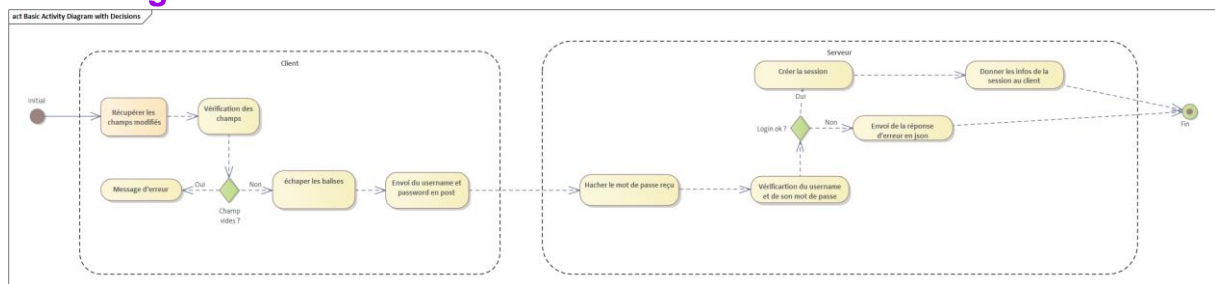 act Basic Activity Diagram with Decisions
Client
Serveur
Initial
Récupérer les
champs modifiés
Vérification des
champs
Message d'erreur
Oui
Non
Champ
vides ?
échaper les balises
Envoi du username et
password en post
Hacher le mot de passe reçu
Vérificartion du username
et de son mot de passe
Login ok ?
Oui
Non
Créer la session
Donner les infos de la
session au client
Envoi de la réponse
d'erreur en json
Fin